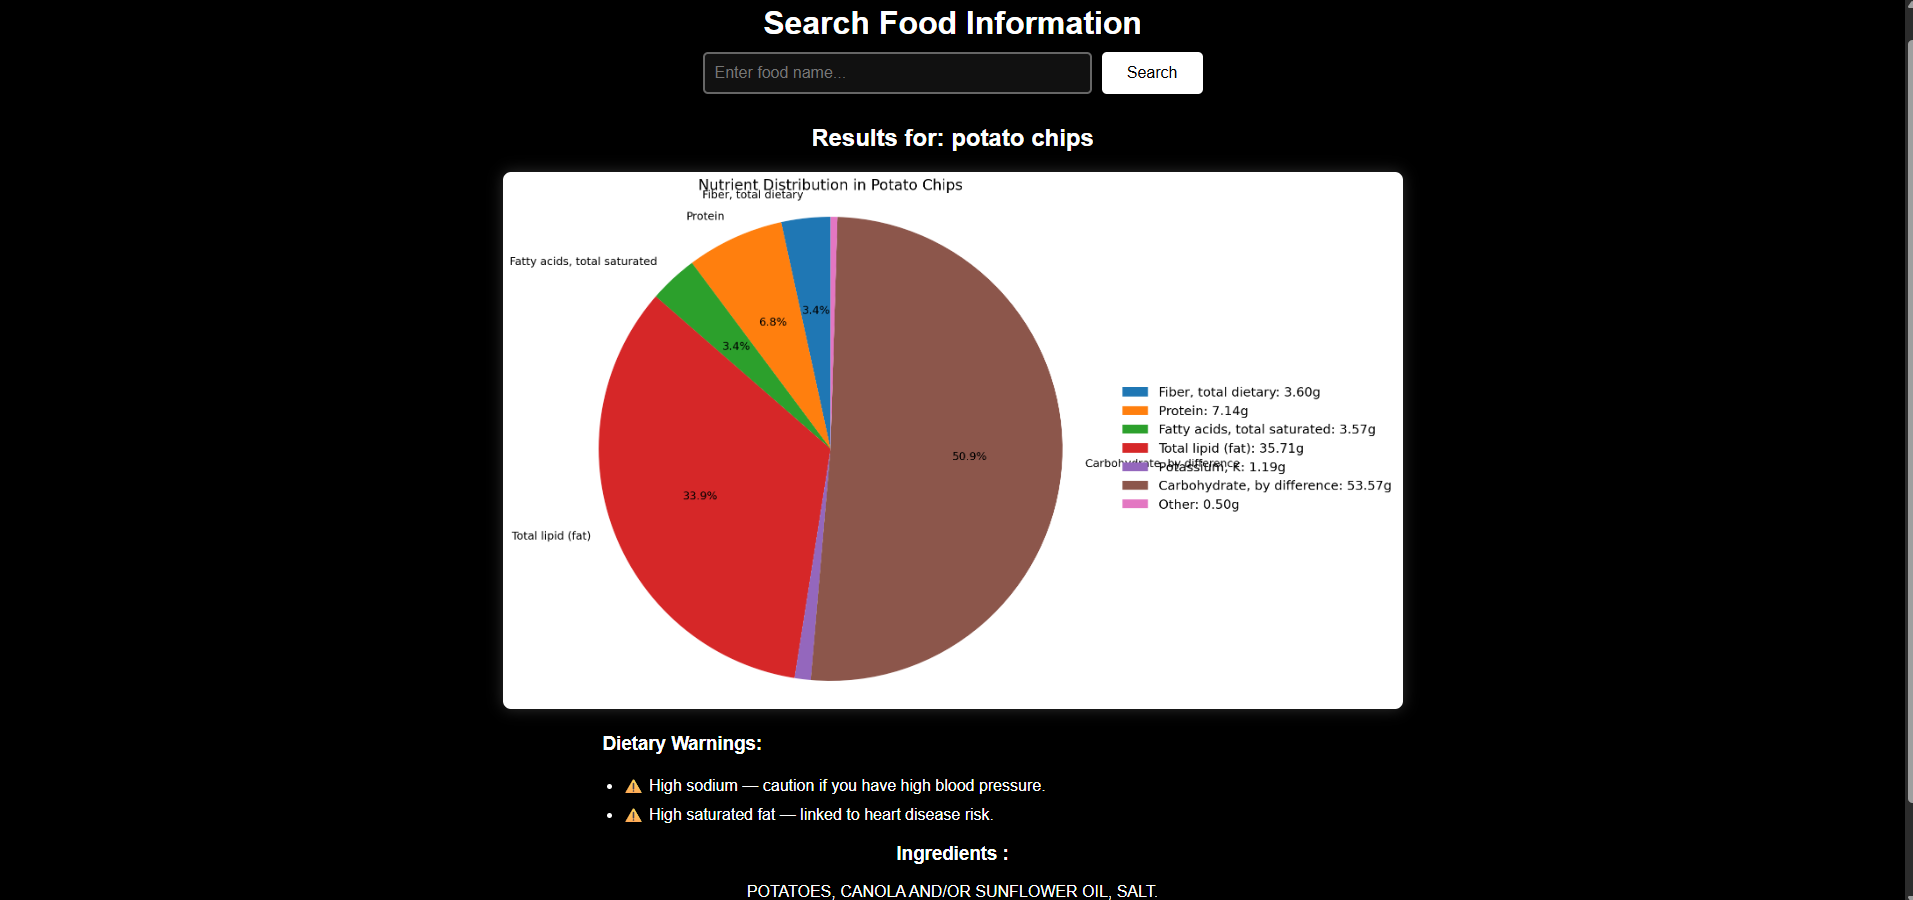 Search Food Information
Enter food name...
Search
Results for: potato chips
Nutrient Distribution in Potato Chips
Fiber, total dietary
Protein
Fatty acids, total saturated
3.4%
6.8%
3.4%
50.9%
33.9%
Total lipid (fat)
Carbohydrate, by difference
Fiber, total dietary: 3.60g
Protein: 7.14g
Fatty acids, total saturated: 3.57g
Total lipid (fat): 35.71g
Potassium, K: 1.19g
Carbohydrate, by difference: 53.57g
Other: 0.50g
Dietary Warnings:
• ⚠️ High sodium — caution if you have high blood pressure.
• ⚠️ High saturated fat — linked to heart disease risk.
Ingredients :
POTATOES, CANOLA AND/OR SUNFLOWER OIL, SALT.